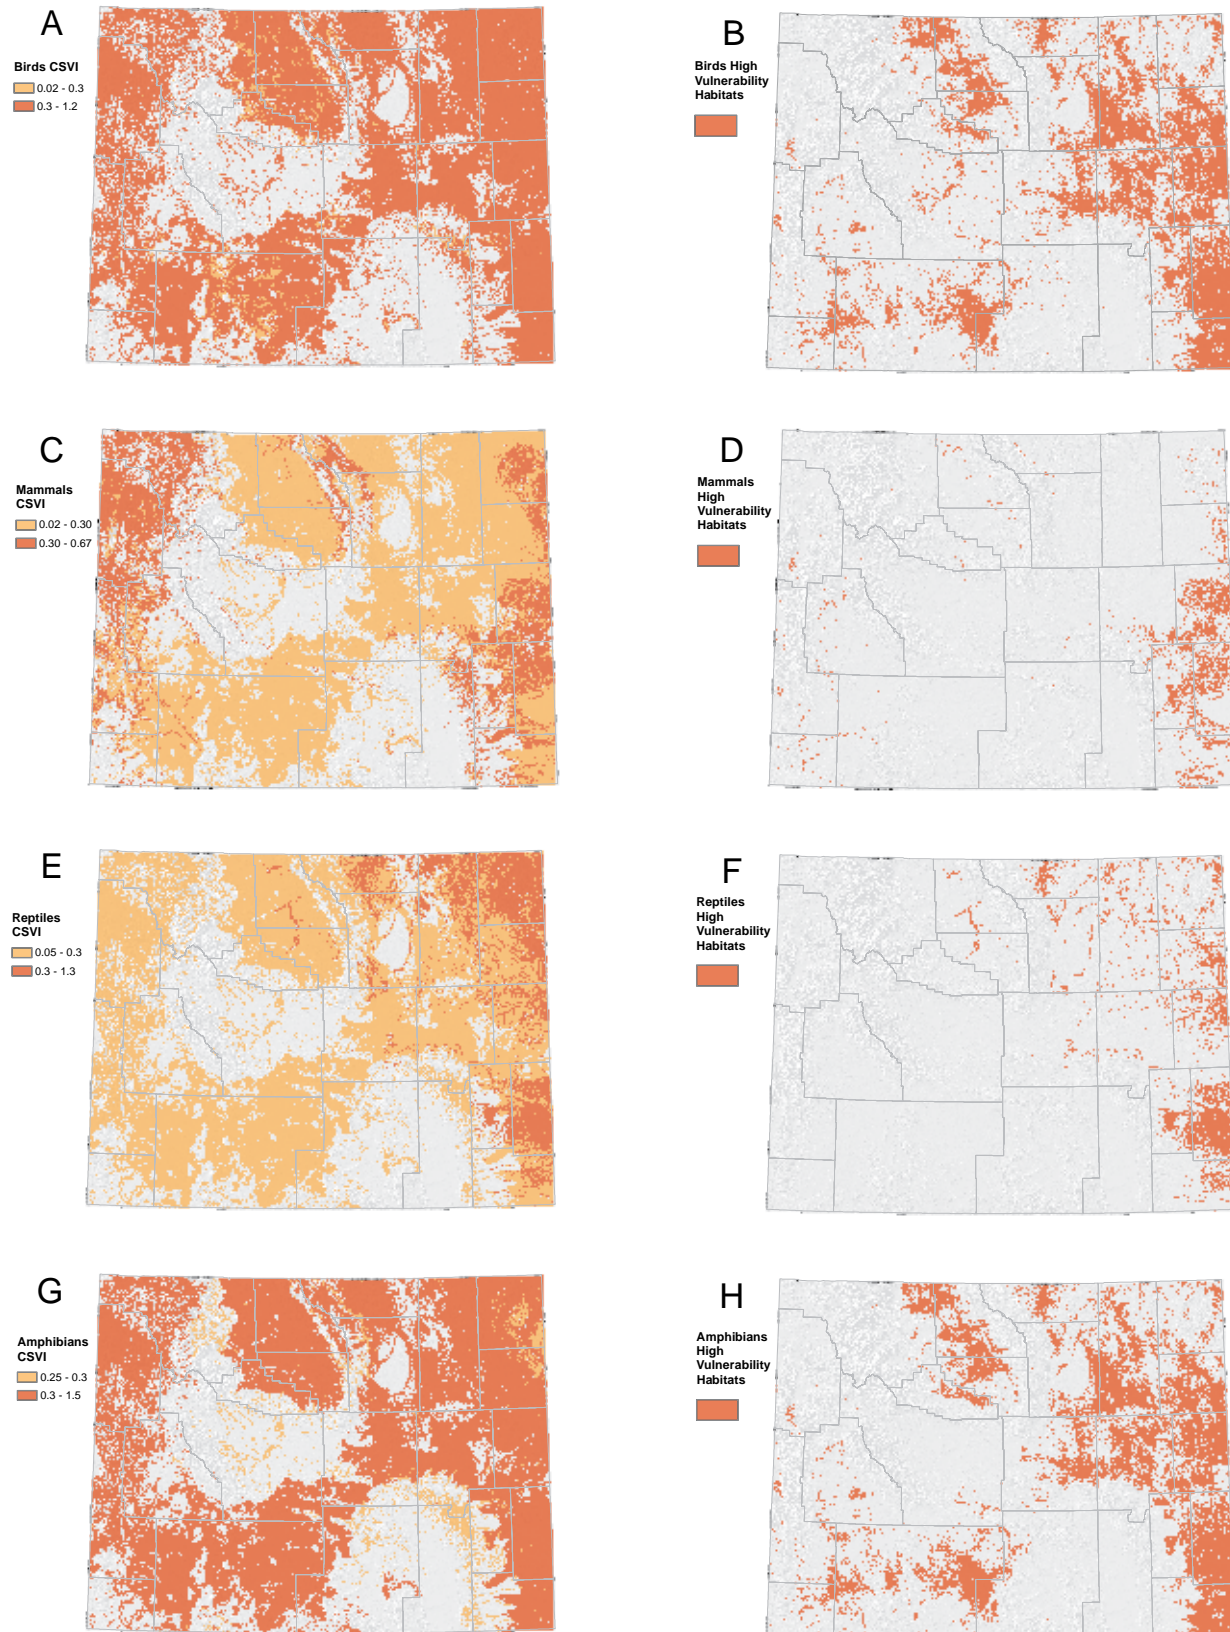 A
Birds CSVI
0.02 - 0.3
0.3 - 1.2
B
Birds High
Vulnerability
Habitats
C
Mammals
CSVI
0.02 - 0.30
0.30 - 0.67
D
Mammals
High
Vulnerability
Habitats
E
Reptiles
CSVI
0.05 - 0.3
0.3 - 1.3
F
Reptiles
High
Vulnerability
Habitats
G
Amphibians
CSVI
0.25 - 0.3
0.3 - 1.5
H
Amphibians
High
Vulnerability
Habitats